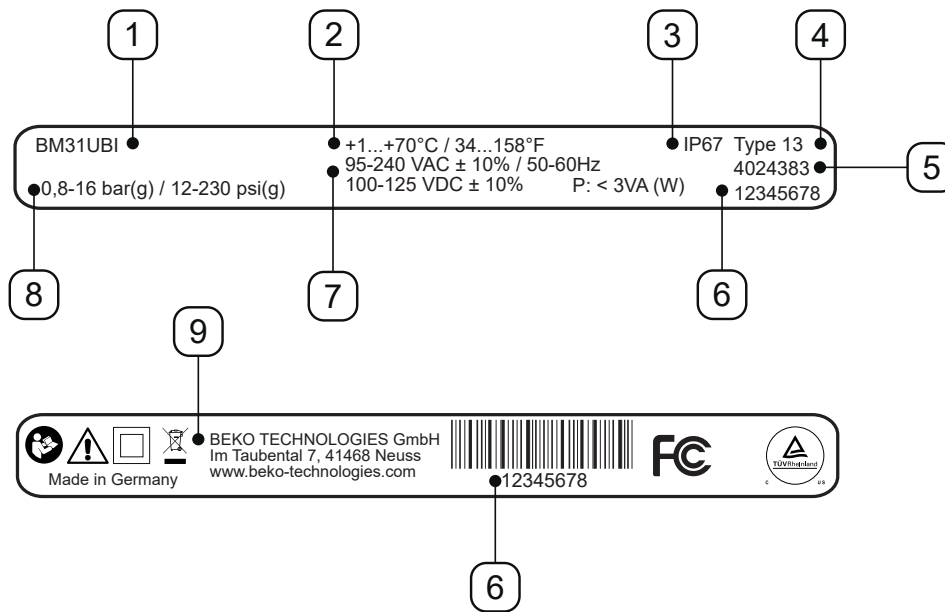 1 2 3 4
BM31UBI +1...+70°C / 34...158°F IP67 Type 13
95-240 VAC ± 10% / 50-60Hz 4024383 5
0,8-16 bar(g) / 12-230 psi(g) 100-125 VDC ± 10% P: < 3VA (W) 12345678
8 7 6
9
BEKO TECHNOLOGIES GmbH
Im Taubental 7, 41468 Neuss
www.beko-technologies.com
Made in Germany
12345678
FC
TÜVRheinland
C US
6